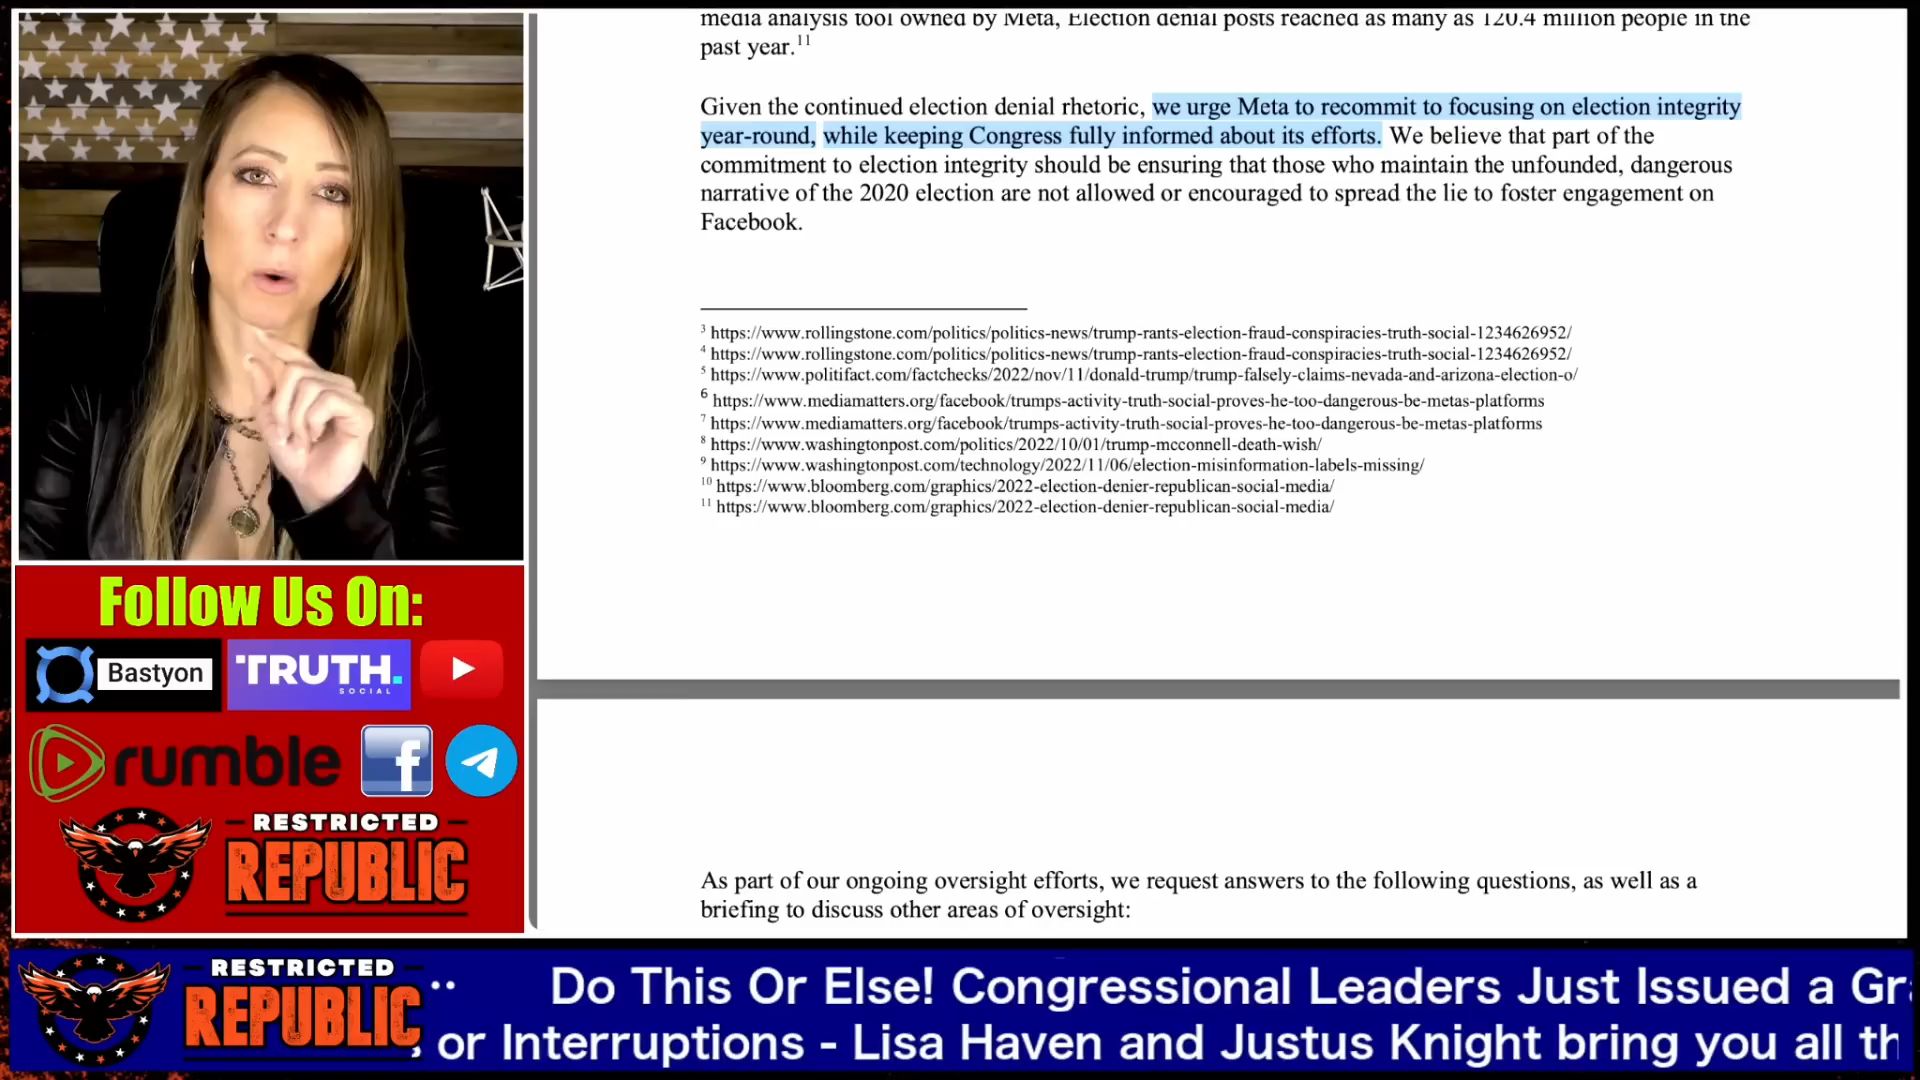 media analysis tool owned by Meta, Election denial posts reached as many as 120.4 million people in the
past year.11
Given the continued election denial rhetoric, we urge Meta to recommit to focusing on election integrity
year-round, while keeping Congress fully informed about its efforts. We believe that part of the
commitment to election integrity should be ensuring that those who maintain the unfounded, dangerous
narrative of the 2020 election are not allowed or encouraged to spread the lie to foster engagement on
Facebook.
3 https://www.rollingstone.com/politics/politics-news/trump-rants-election-fraud-conspiracies-truth-social-1234626952/
4 https://www.rollingstone.com/politics/politics-news/trump-rants-election-fraud-conspiracies-truth-social-1234626952/
5 https://www.politifact.com/factchecks/2022/nov/11/donald-trump/trump-falsely-claims-nevada-and-arizona-election-o/
6 https://www.mediamatters.org/facebook/trumps-activity-truth-social-proves-he-too-dangerous-be-metas-platforms
7 https://www.mediamatters.org/facebook/trumps-activity-truth-social-proves-he-too-dangerous-be-metas-platforms
8 https://www.washingtonpost.com/politics/2022/10/01/trump-mcconnell-death-wish/
9 https://www.washingtonpost.com/technology/2022/11/06/election-misinformation-labels-missing/
10 https://www.bloomberg.com/graphics/2022-election-denier-republican-social-media/
11 https://www.bloomberg.com/graphics/2022-election-denier-republican-social-media/
As part of our ongoing oversight efforts, we request answers to the following questions, as well as a
briefing to discuss other areas of oversight:
Follow Us On:
Bastyon
TRUTH.
SOCIAL
rumble
f
RESTRICTED
REPUBLIC
RESTRICTED
REPUBLIC
Do This Or Else! Congressional Leaders Just Issued a
or Interruptions - Lisa Haven and Justus Knight bring you all